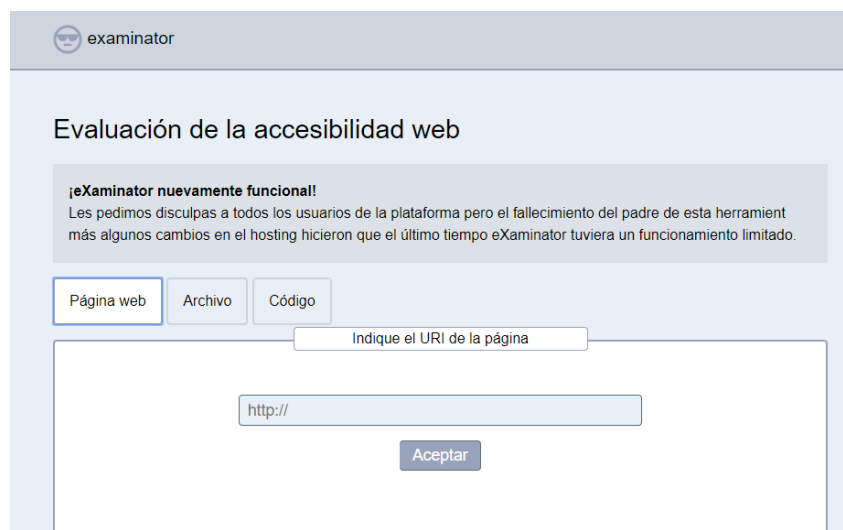 examinator
Evaluación de la accesibilidad web
¡eXaminator nuevamente funcional!
Les pedimos disculpas a todos los usuarios de la plataforma pero el fallecimiento del padre de esta herramient
más algunos cambios en el hosting hicieron que el último tiempo eXaminator tuviera un funcionamiento limitado.
Página web Archivo Código
Indique el URI de la página
http://
Aceptar